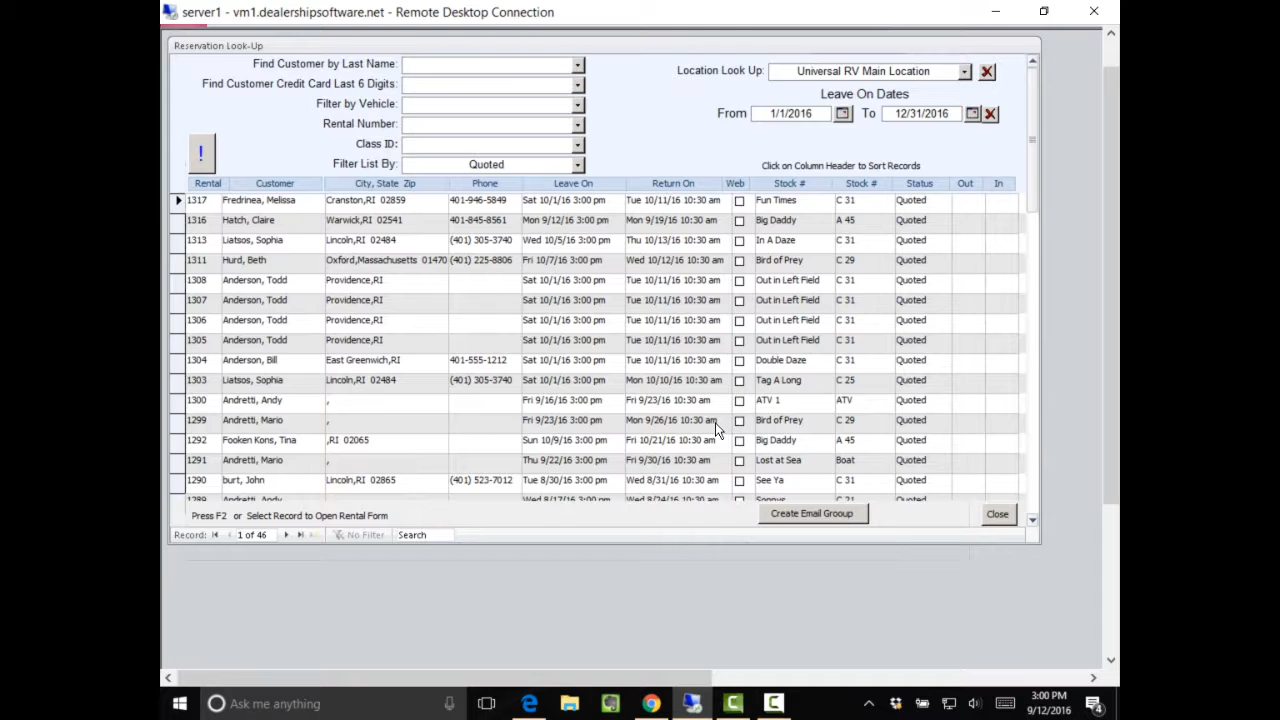 server1 - vm1.dealershipsoftware.net - Remote Desktop Connection
Reservation Look-Up
Find Customer by Last Name:
Find Customer Credit Card Last 6 Digits:
Filter by Vehicle:
Rental Number:
Class ID:
Filter List By: Quoted
Location Look Up: Universal RV Main Location
Leave On Dates
From 1/1/2016 To 12/31/2016
!
Click on Column Header to Sort Records
Rental Customer City, State Zip Phone Leave On Return On Web Stock # Stock # Status Out In
1317 Fredrinea, Melissa Cranston,RI 02859 401-946-5849 Sat 10/1/16 3:00 pm Tue 10/11/16 10:30 am Fun Times C 31 Quoted
1316 Hatch, Claire Warwick,RI 02541 401-845-8561 Mon 9/12/16 3:00 pm Mon 9/19/16 10:30 am Big Daddy A 45 Quoted
1313 Liatsos, Sophia Lincoln,RI 02484 (401) 305-3740 Wed 10/5/16 3:00 pm Thu 10/13/16 10:30 am In A Daze C 31 Quoted
1311 Hurd, Beth Oxford,Massachusetts 01470 (401) 225-8806 Fri 10/7/16 3:00 pm Wed 10/12/16 10:30 am Bird of Prey C 29 Quoted
1308 Anderson, Todd Providence,RI Sat 10/1/16 3:00 pm Tue 10/11/16 10:30 am Out in Left Field C 31 Quoted
1307 Anderson, Todd Providence,RI Sat 10/1/16 3:00 pm Tue 10/11/16 10:30 am Out in Left Field C 31 Quoted
1306 Anderson, Todd Providence,RI Sat 10/1/16 3:00 pm Tue 10/11/16 10:30 am Out in Left Field C 31 Quoted
1305 Anderson, Todd Providence,RI Sat 10/1/16 3:00 pm Tue 10/11/16 10:30 am Out in Left Field C 31 Quoted
1304 Anderson, Bill East Greenwich,RI 401-555-1212 Sat 10/1/16 3:00 pm Tue 10/11/16 10:30 am Double Daze C 31 Quoted
1303 Liatsos, Sophia Lincoln,RI 02484 (401) 305-3740 Sat 10/1/16 3:00 pm Mon 10/10/16 10:30 am Tag A Long C 25 Quoted
1300 Andretti, Andy , Fri 9/16/16 3:00 pm Fri 9/23/16 10:30 am ATV 1 ATV Quoted
1299 Andretti, Mario , Fri 9/23/16 3:00 pm Mon 9/26/16 10:30 am Bird of Prey C 29 Quoted
1292 Fooken Kons, Tina ,RI 02065 Sun 10/9/16 3:00 pm Fri 10/21/16 10:30 am Big Daddy A 45 Quoted
1291 Andretti, Mario , Thu 9/22/16 3:00 pm Fri 9/30/16 10:30 am Lost at Sea Boat Quoted
1290 burt, John Lincoln,RI 02865 (401) 523-7012 Tue 8/30/16 3:00 pm Wed 8/31/16 10:30 am See Ya C 31 Quoted
1289 Andretti, Andy Wed 8/17/16 3:00 pm Wed 8/24/16 10:30 am
Press F2 or Select Record to Open Rental Form Create Email Groop Close
Record: 1 of 46 No Filter Search
Ask me anything
3:00 PM
9/12/2016
4